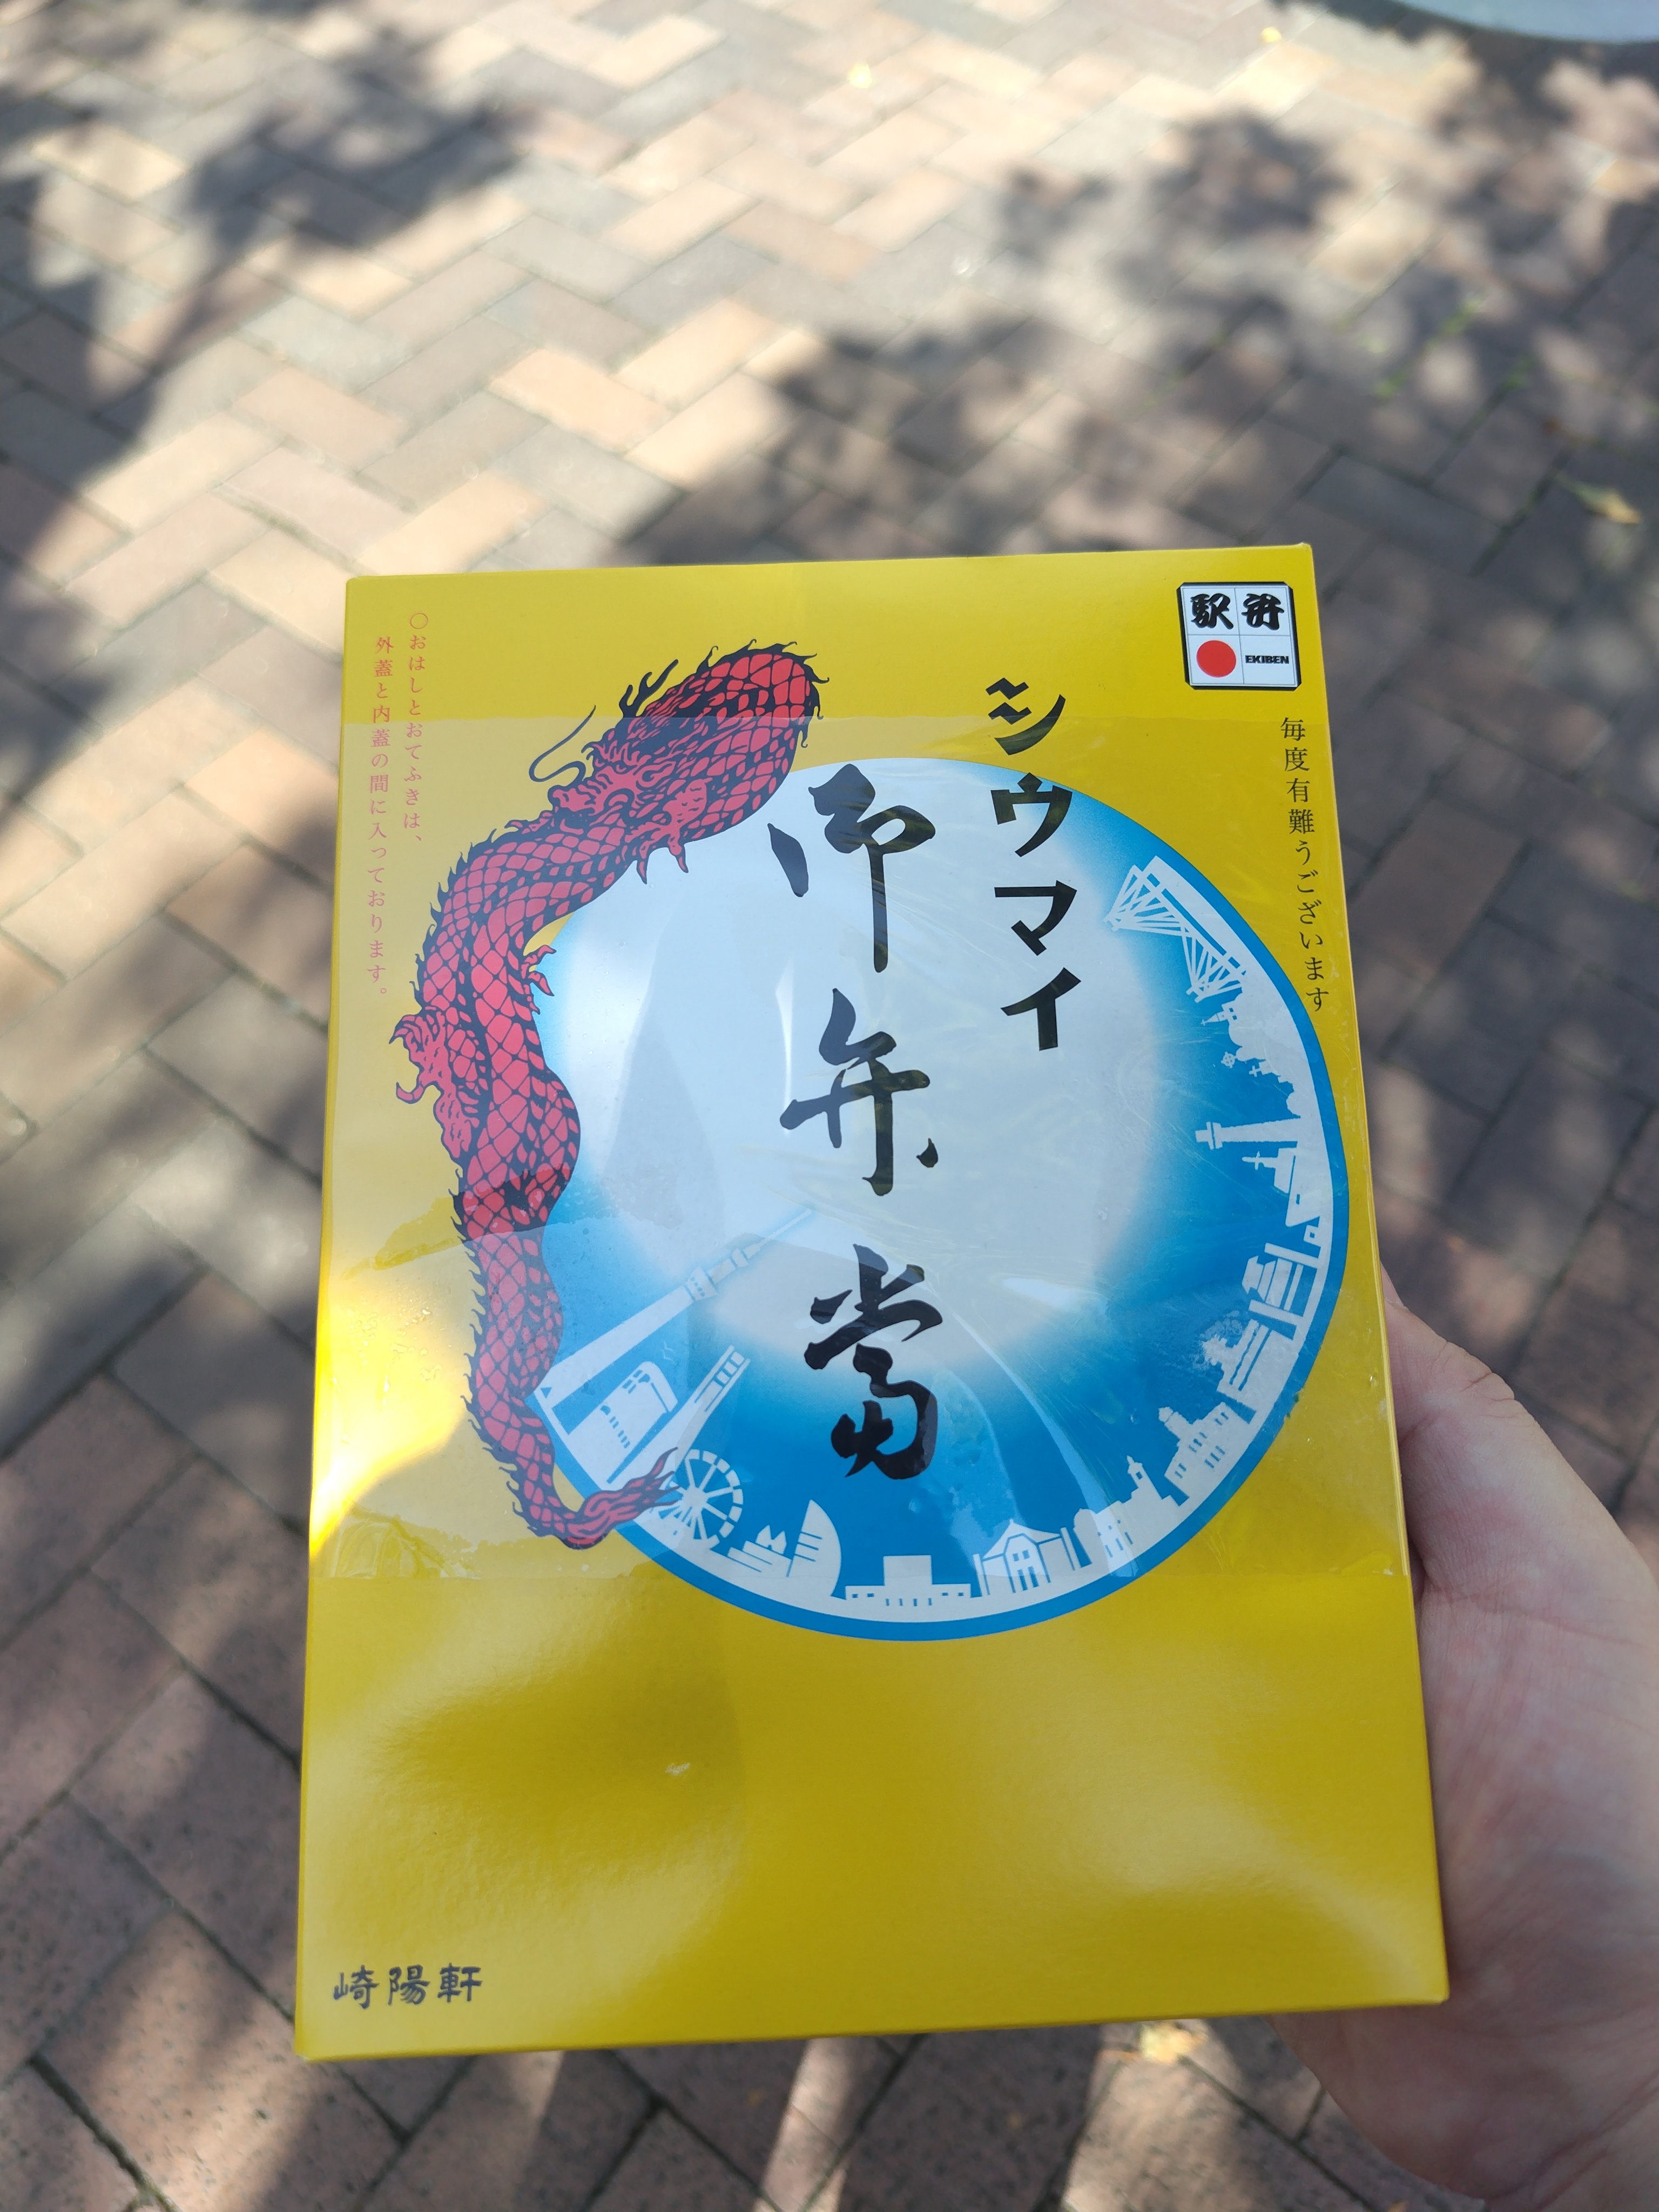 駅弁
EKIBEN
毎度有難うございます
シウマイ
御弁当
○おはしとおてふきは、
外蓋と内蓋の間に入っております。
崎陽軒